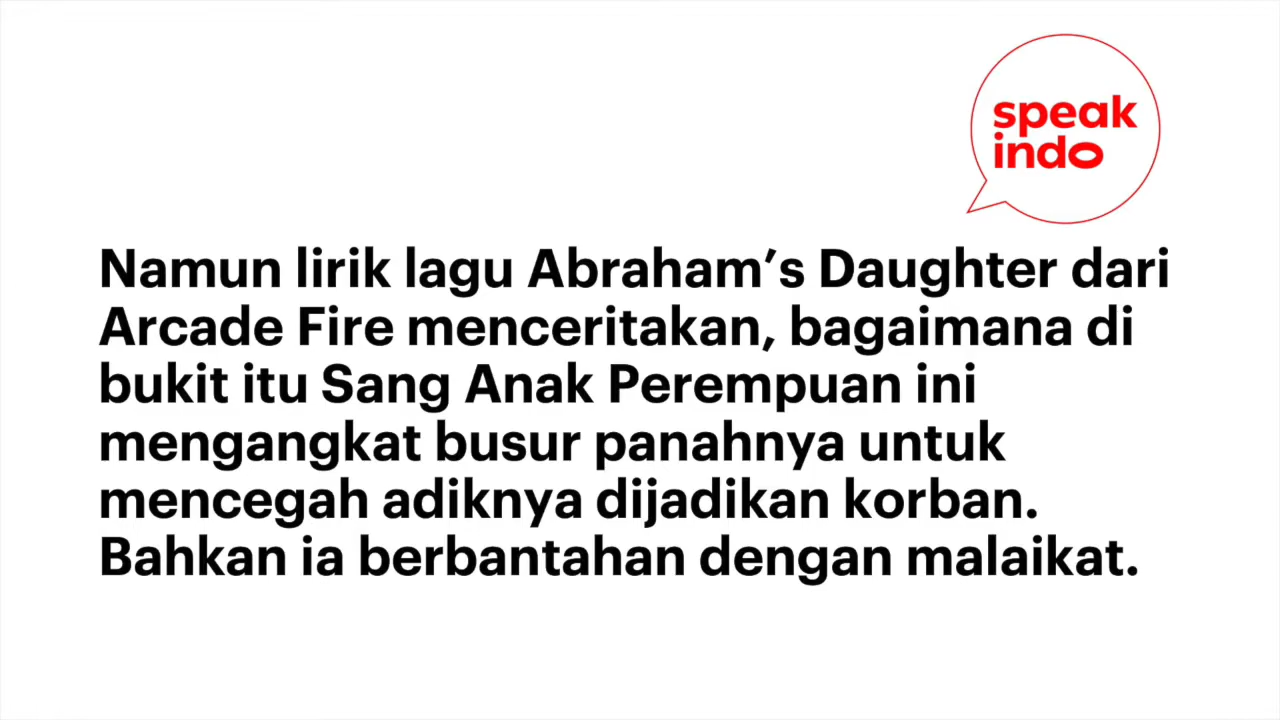 speak
indo
Namun lirik lagu Abraham’s Daughter dari
Arcade Fire menceritakan, bagaimana di
bukit itu Sang Anak Perempuan ini
mengangkat busur panahnya untuk
mencegah adiknya dijadikan korban.
Bahkan ia berbantahan dengan malaikat.